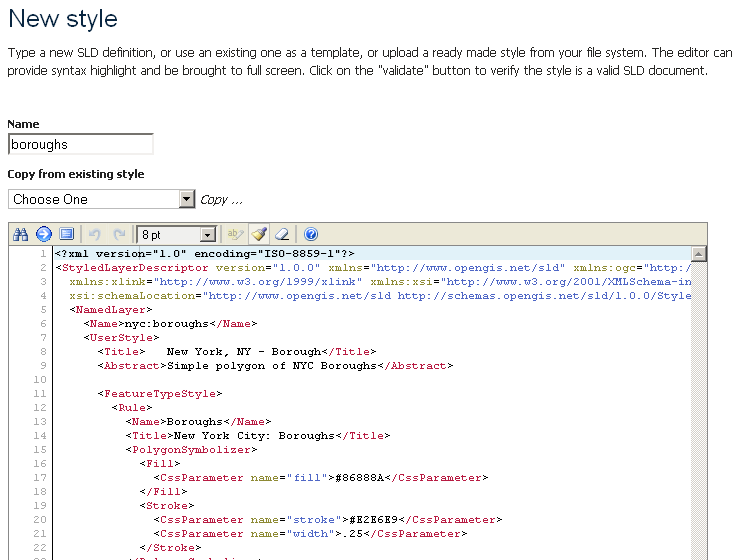 New style
Type a new SLD definition, or use an existing one as a template, or upload a ready made style from your file system. The editor can
provide syntax highlight and be brought to full screen. Click on the "validate" button to verify the style is a valid SLD document.
Name
boroughs
Copy from existing style
Choose One Copy ...
8 pt
1 <?xml version="1.0" encoding="ISO-8859-1"?>
2 <StyledLayerDescriptor version="1.0.0" xmlns="http://www.opengis.net/sld" xmlns:ogc="http:/
3 xmlns:xlink="http://www.w3.org/1999/xlink" xmlns:xsi="http://www.w3.org/2001/XMLSchema-in
4 xsi:schemaLocation="http://www.opengis.net/sld http://schemas.opengis.net/sld/1.0.0/Style
5 <NamedLayer>
6 <Name>nyc:boroughs</Name>
7 <UserStyle>
8 <Title>   New York, NY - Borough</Title>
9 <Abstract>Simple polygon of NYC Boroughs</Abstract>
10
11 <FeatureTypeStyle>
12 <Rule>
13 <Name>Boroughs</Name>
14 <Title>New York City: Boroughs</Title>
15 <PolygonSymbolizer>
16 <Fill>
17 <CssParameter name="fill">#86888A</CssParameter>
18 </Fill>
19 <Stroke>
20 <CssParameter name="stroke">#E2E6E9</CssParameter>
21 <CssParameter name="width">.25</CssParameter>
22 </Stroke>